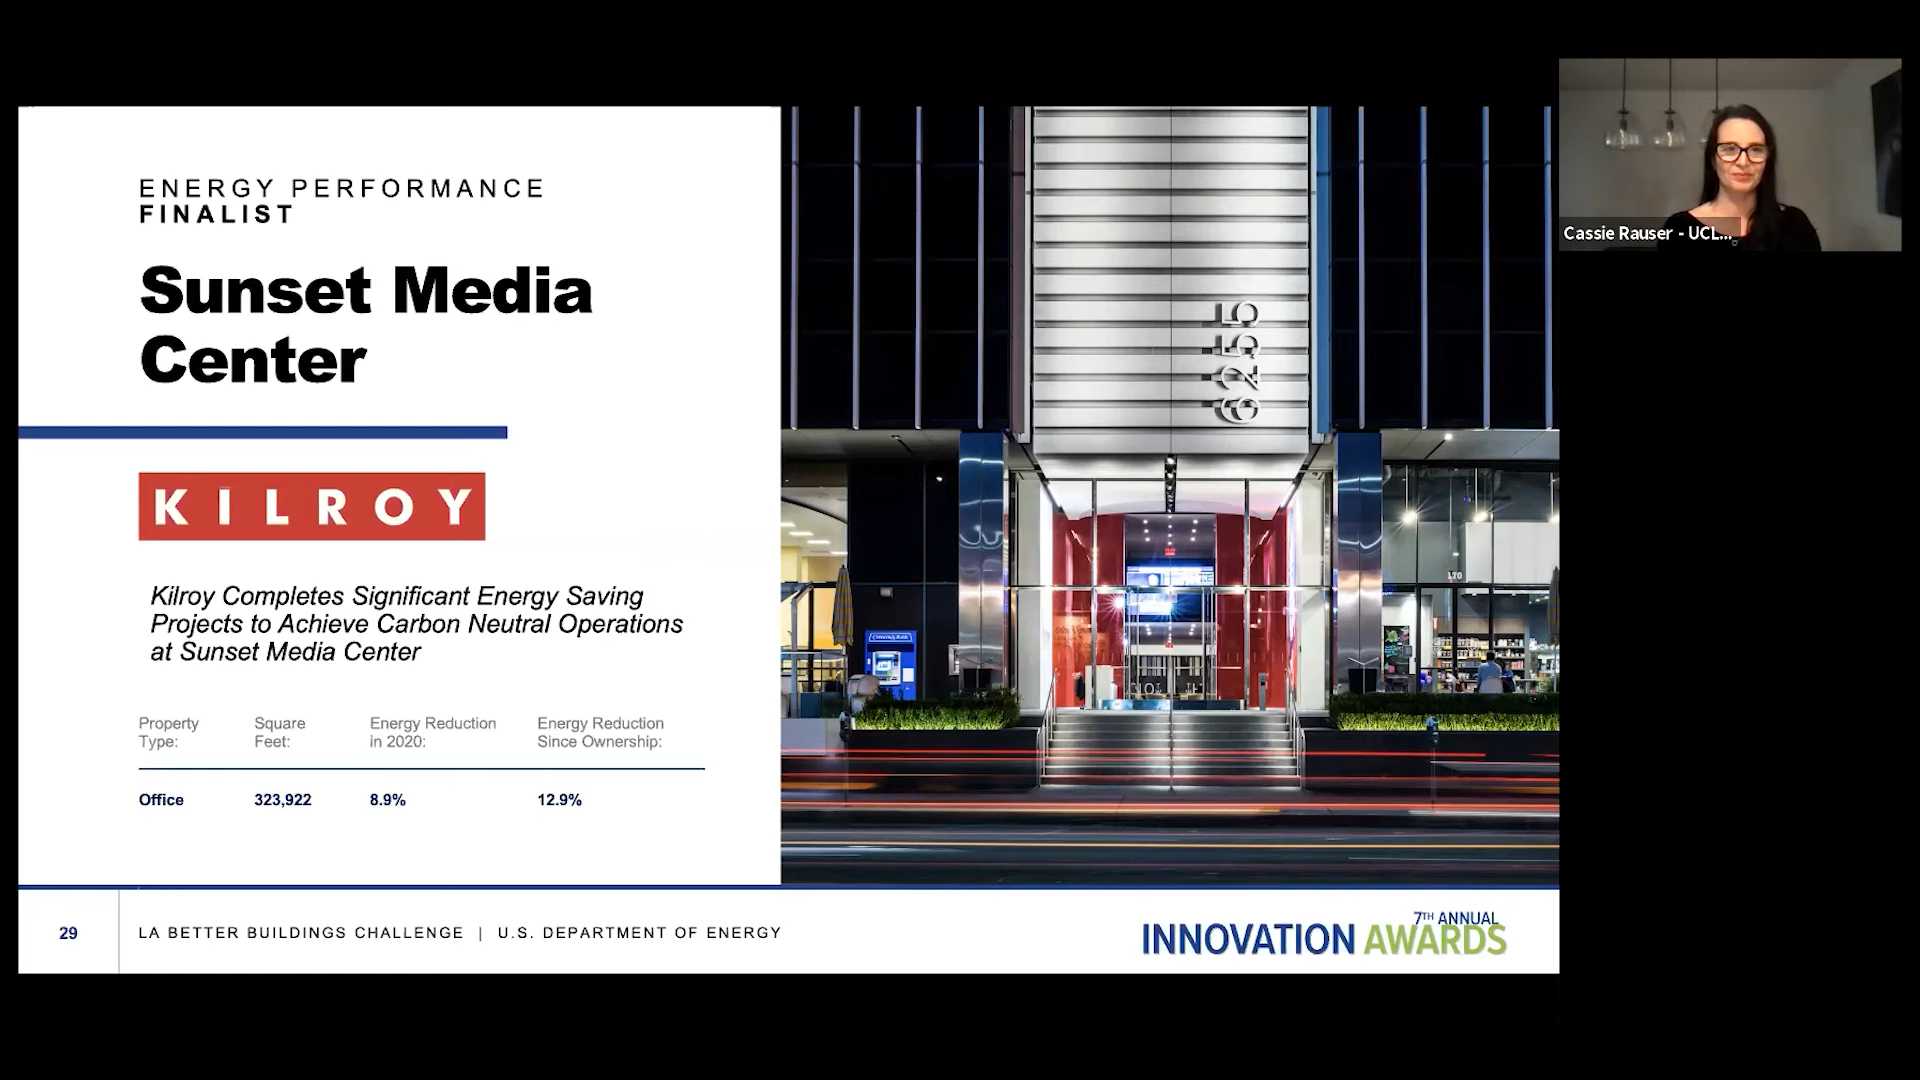 ENERGY PERFORMANCE
FINALIST
Sunset Media
Center
KILROY
Kilroy Completes Significant Energy Saving
Projects to Achieve Carbon Neutral Operations
at Sunset Media Center
Property
Type:
Square
Feet:
Energy Reduction
in 2020:
Energy Reduction
Since Ownership:
Office
323,922
8.9%
12.9%
6255
170
29
LA BETTER BUILDINGS CHALLENGE | U.S. DEPARTMENT OF ENERGY
7TH ANNUAL
INNOVATION AWARDS
Cassie Rauser - UCL...